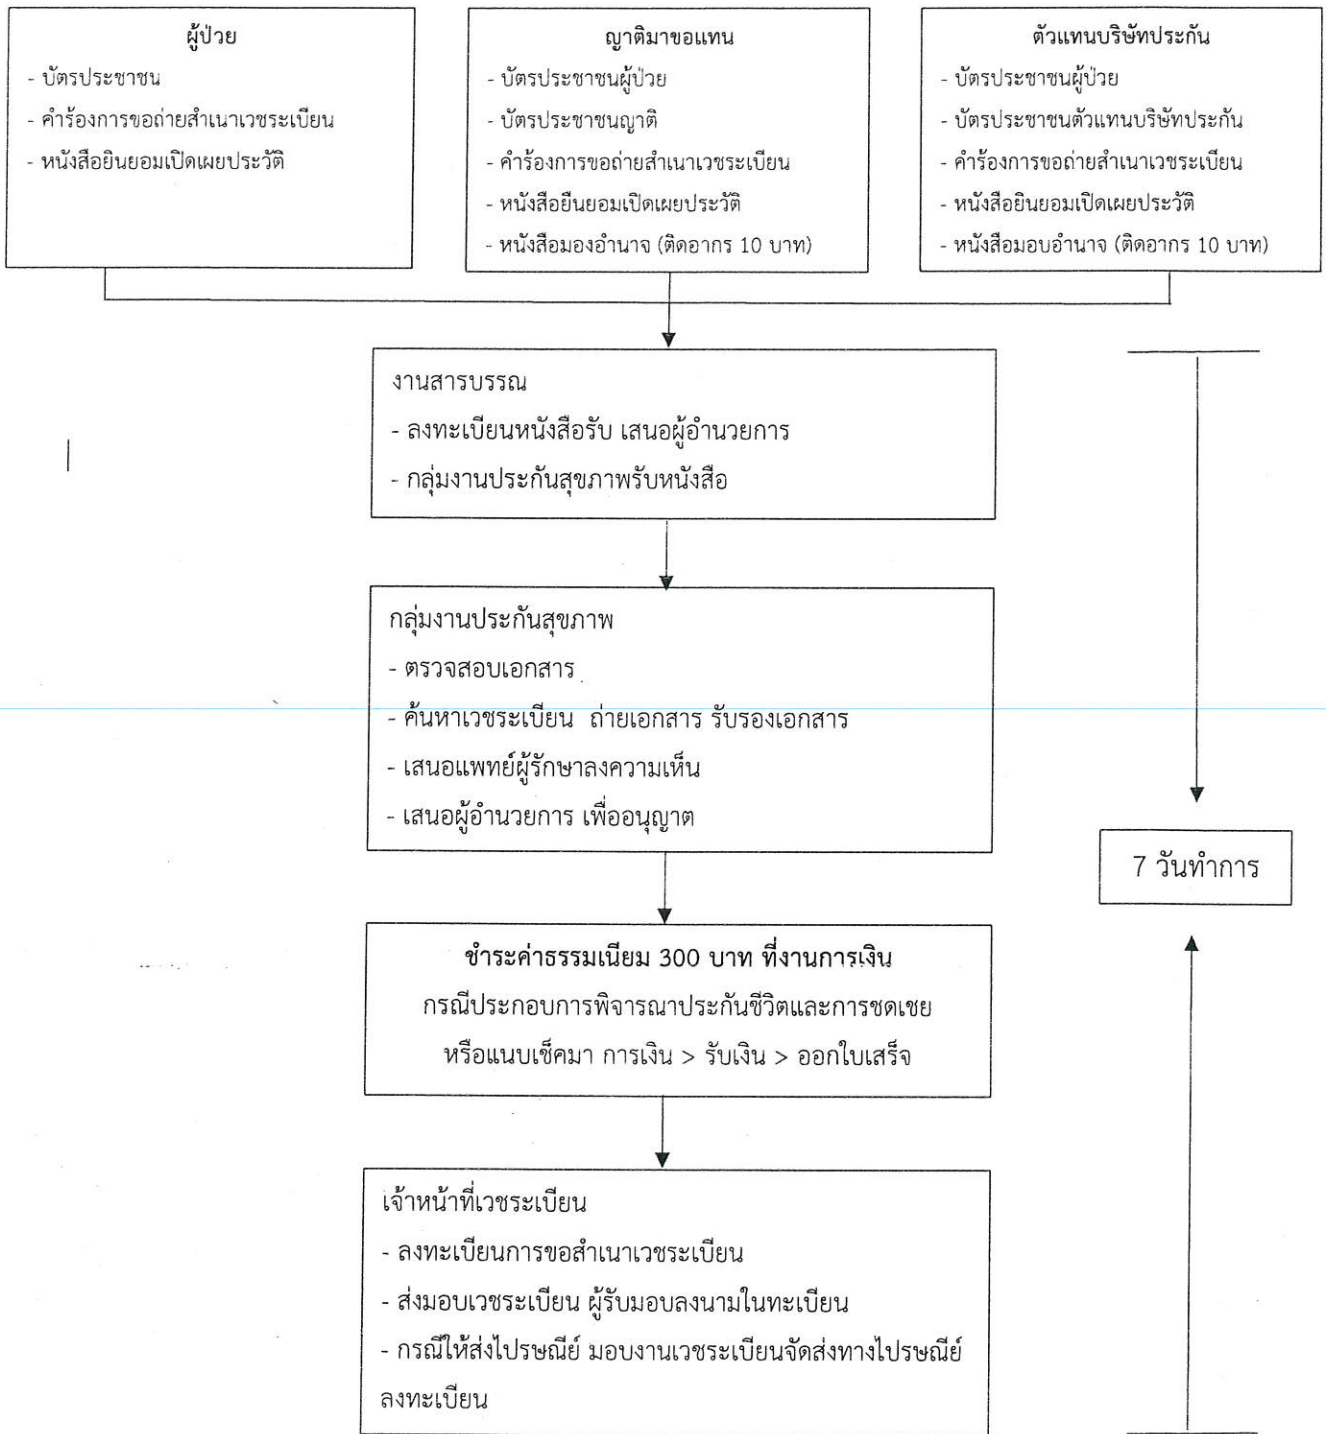 ผู้ป่วย
- บัตรประชาชน
- คำร้องการขอถ่ายสำเนาเวชระเบียน
- หนังสือยินยอมเปิดเผยประวัติ
ญาติมาขอแทน
- บัตรประชาชนผู้ป่วย
- บัตรประชาชนญาติ
- คำร้องการขอถ่ายสำเนาเวชระเบียน
- หนังสือยืนยอมเปิดเผยประวัติ
- หนังสือมองอำนาจ (ติดอากร 10 บาท)
ตัวแทนบริษัทประกัน
- บัตรประชาชนผู้ป่วย
- บัตรประชาชนตัวแทนบริษัทประกัน
- คำร้องการขอถ่ายสำเนาเวชระเบียน
- หนังสือยินยอมเปิดเผยประวัติ
- หนังสือมอบอำนาจ (ติดอากร 10 บาท)
งานสารบรรณ
- ลงทะเบียนหนังสือรับ เสนอผู้อำนวยการ
- กลุ่มงานประกันสุขภาพรับหนังสือ
กลุ่มงานประกันสุขภาพ
- ตรวจสอบเอกสาร
- ค้นหาเวชระเบียน ถ่ายเอกสาร รับรองเอกสาร
- เสนอแพทย์ผู้รักษาลงความเห็น
- เสนอผู้อำนวยการ เพื่ออนุญาต
7 วันทำการ
ชำระค่าธรรมเนียม 300 บาท ที่งานการเงิน
กรณีประกอบการพิจารณาประกันชีวิตและการชดเชย
หรือแนบเช็คมา การเงิน > รับเงิน > ออกใบเสร็จ
เจ้าหน้าที่เวชระเบียน
- ลงทะเบียนการขอสำเนาเวชระเบียน
- ส่งมอบเวชระเบียน ผู้รับมอบลงนามในทะเบียน
- กรณีให้ส่งไปรษณีย์ มอบงานเวชระเบียนจัดส่งทางไปรษณีย์
ลงทะเบียน